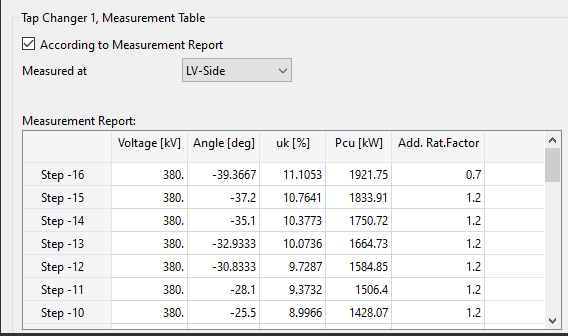 Tap Changer 1, Measurement Table
According to Measurement Report
Measured at LV-Side
Measurement Report:
Voltage [kV] Angle [deg] uk [%] Pcu [kW] Add. Rat.Factor
Step -16 380. -39.3667 11.1053 1921.75 0.7
Step -15 380. -37.2 10.7641 1833.91 1.2
Step -14 380. -35.1 10.3773 1750.72 1.2
Step -13 380. -32.9333 10.0736 1664.73 1.2
Step -12 380. -30.8333 9.7287 1584.85 1.2
Step -11 380. -28.1 9.3732 1506.4 1.2
Step -10 380. -25.5 8.9966 1428.07 1.2